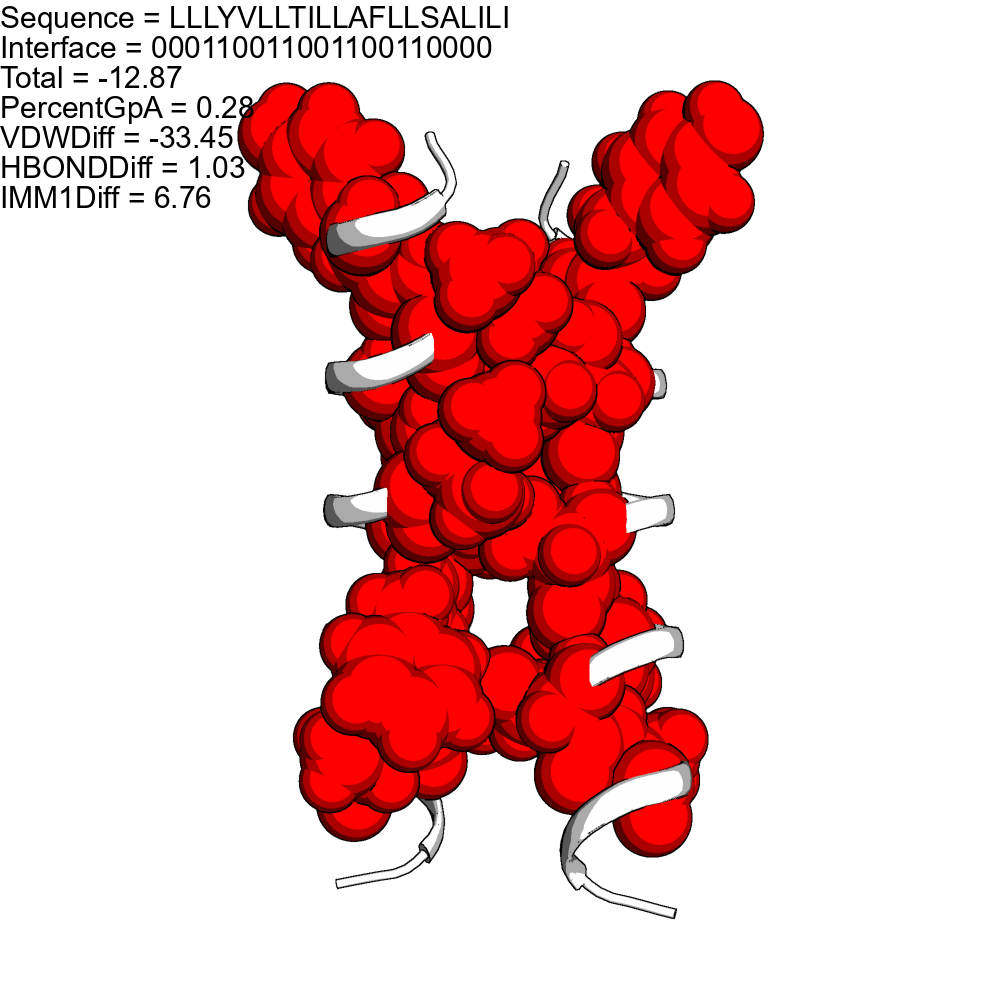 Sequence = LLLYVLLTILLAFLLSALILI
Interface = 000110011001100110000
Total = -12.87
PercentGpA = 0.28
VDWDiff = -33.45
HBONDDiff = 1.03
IMM1Diff = 6.76